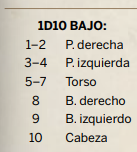 1D10 BAJO:
1–2 P. derecha
3–4 P. izquierda
5–7 Torso
8 B. derecho
9 B. izquierdo
10 Cabeza